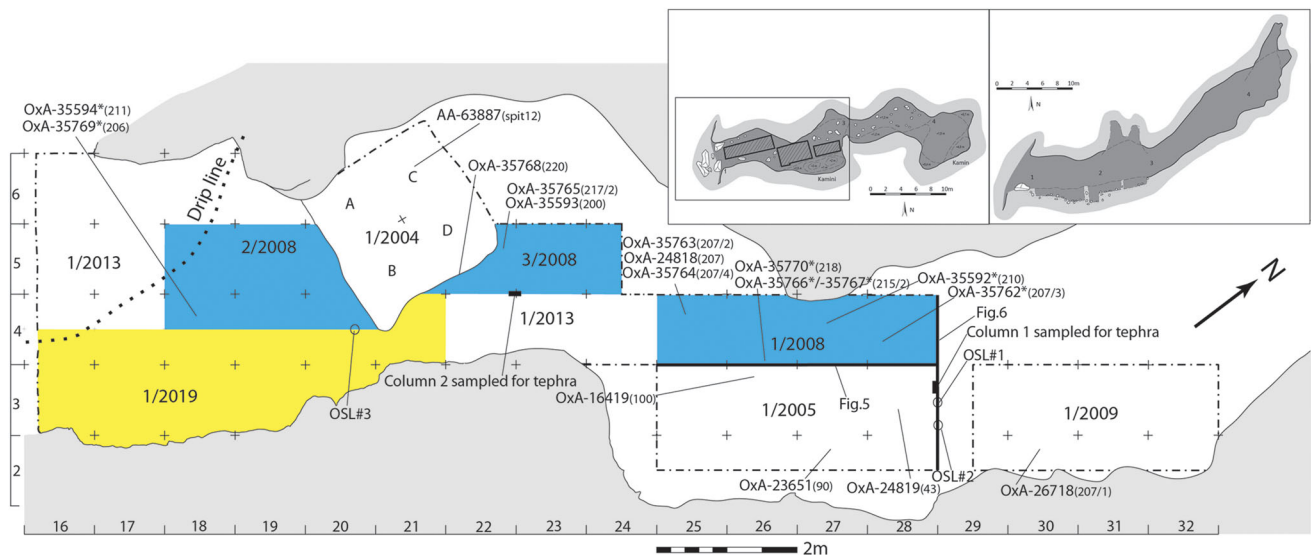 OxA-35594*(211)
OxA-35769*(206)
AA-63887(spit12)
OxA-35768(220)
OxA-35765(217/2)
OxA-35593(200)
OxA-35763(207/2)
OxA-24818(207)
OxA-35764(207/4)
OxA-35770*(218)
OxA-35766*/-35767*(215/2)
OxA-35592*(210)
OxA-35762*(207/3)
Fig.6
Column 1 sampled for tephra
OSL#1
Drip line
C
A
1/2004
D
B
1/2013
2/2008
3/2008
1/2013
1/2008
1/2019
OSL#3
Column 2 sampled for tephra
OxA-16419(100)
1/2005
Fig.5
1/2009
OxA-23651(90)
OxA-24819(43)
OSL#2
OxA-26718(207/1)
N
6
5
4
3
2
16 17 18 19 20 21 22 23 24 25 26 27 28 29 30 31 32
2m
1
3
4
Kamini
Kamin
0 2 4 6 8 10m
N
0 2 4 6 8 10m
N
1
2
3
4